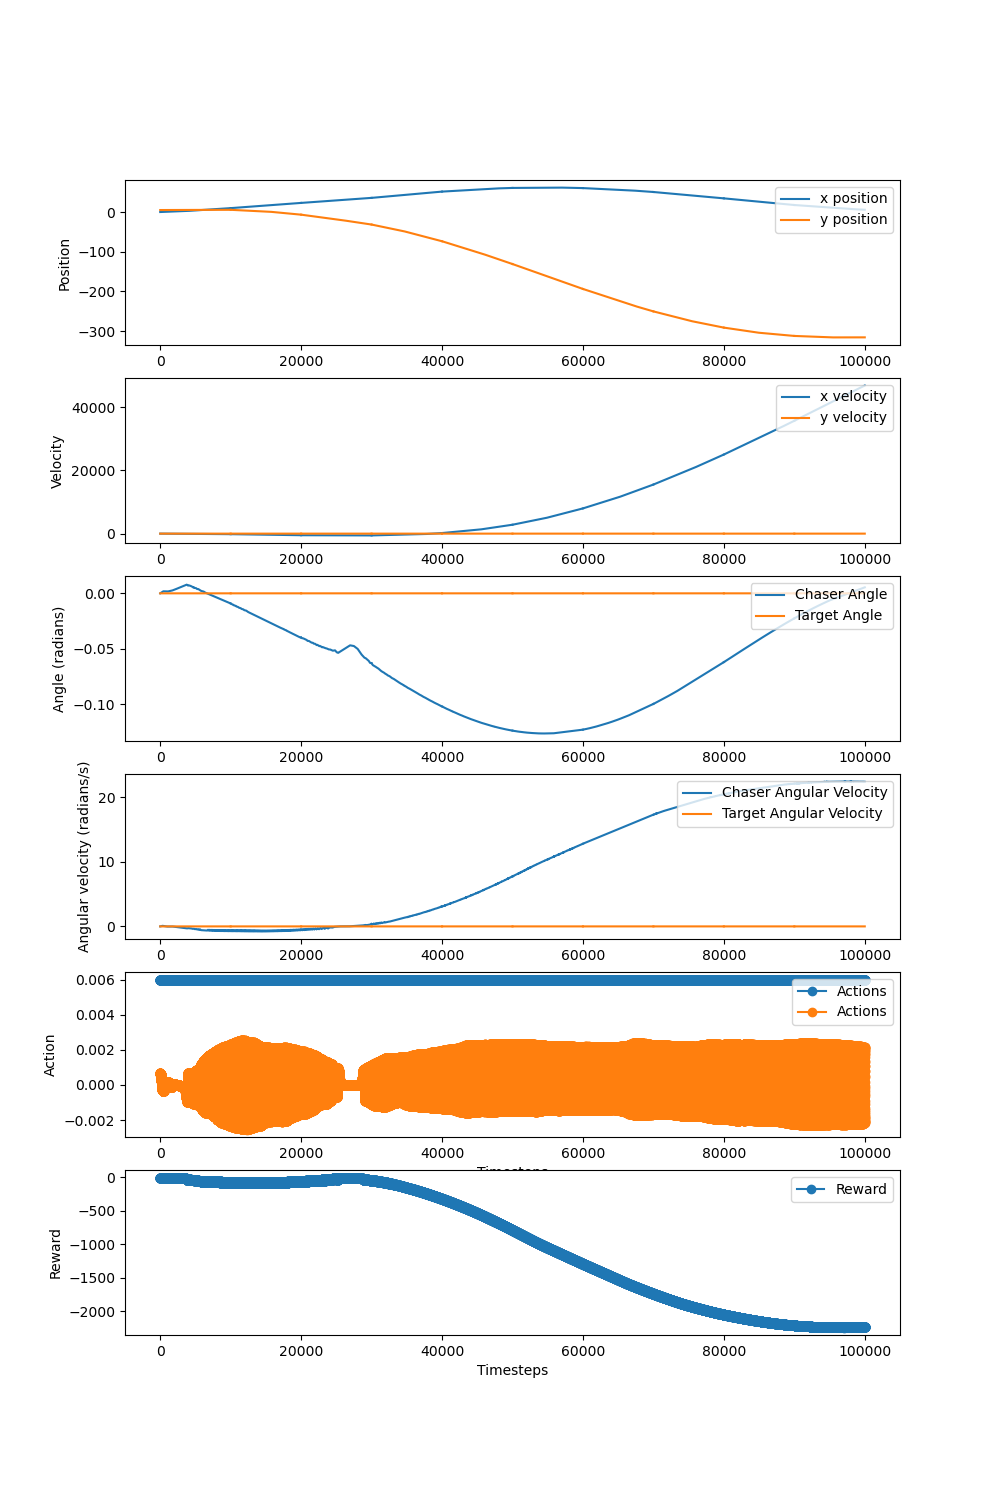 0
−100
−200
−300
Position
x position
y position
0 20000 40000 60000 80000 100000
40000
20000
0
Velocity
x velocity
y velocity
0 20000 40000 60000 80000 100000
0.00
−0.05
−0.10
Angle (radians)
Chaser Angle
Target Angle
0 20000 40000 60000 80000 100000
20
10
0
Angular velocity (radians/s)
Chaser Angular Velocity
Target Angular Velocity
0 20000 40000 60000 80000 100000
0.006
0.004
0.002
0.000
−0.002
Action
Actions
Actions
0 20000 40000 60000 80000 100000
Timesteps
0
−500
−1000
−1500
−2000
Reward
Reward
0 20000 40000 60000 80000 100000
Timesteps